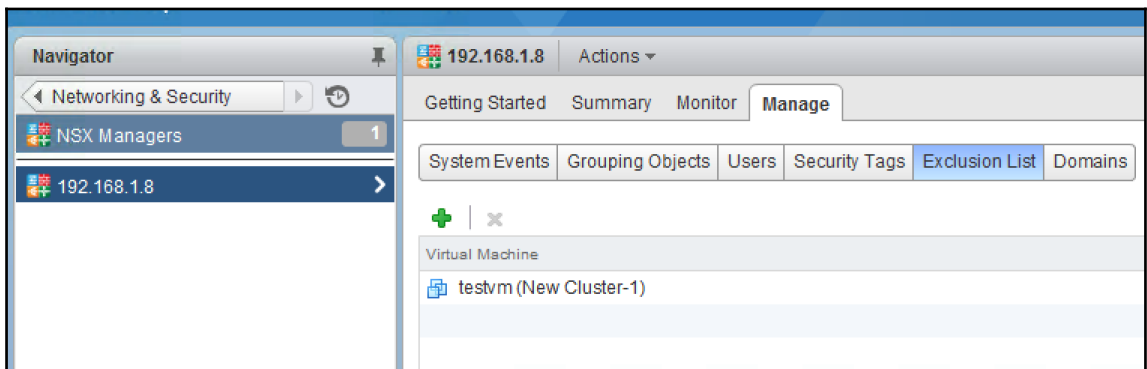 Navigator
Networking & Security
NSX Managers 1
192.168.1.8
192.168.1.8 Actions
Getting Started Summary Monitor Manage
System Events Grouping Objects Users Security Tags Exclusion List Domains
Virtual Machine
testvm (New Cluster-1)